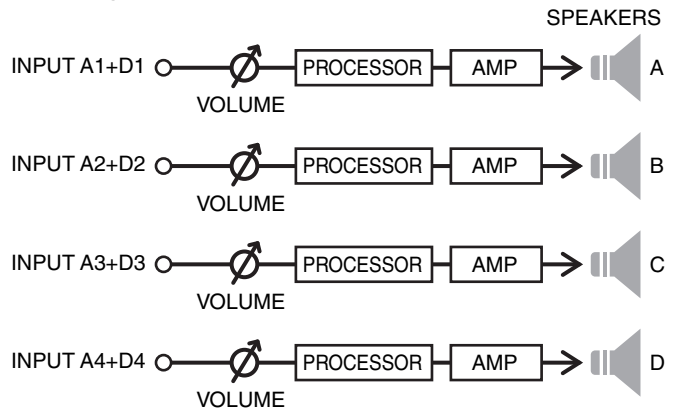 SPEAKERS
INPUT A1+D1 PROCESSOR AMP A
VOLUME
INPUT A2+D2 PROCESSOR AMP B
VOLUME
INPUT A3+D3 PROCESSOR AMP C
VOLUME
INPUT A4+D4 PROCESSOR AMP D
VOLUME